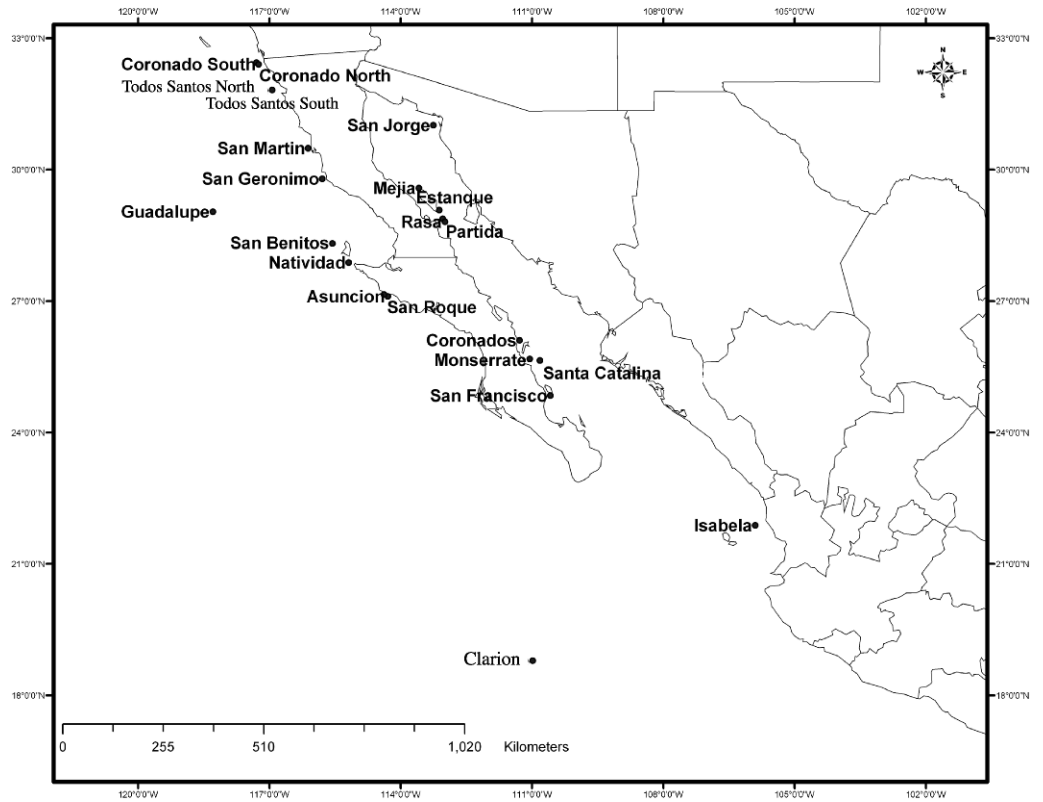 120°0'0"W 117°0'0"W 114°0'0"W 111°0'0"W 108°0'0"W 105°0'0"W 102°0'0"W
33°0'0"N 33°0'0"N
N
W E
S
Coronado South
Coronado North
Todos Santos North
Todos Santos South
San Jorge
San Martin
30°0'0"N 30°0'0"N
San Geronimo
Mejia
Estanque
Guadalupe
Rasa
Partida
San Benitos
Natividad
27°0'0"N 27°0'0"N
Asuncion
San Roque
Coronados
Monserrate
Santa Catalina
San Francisco
24°0'0"N 24°0'0"N
Isabela
21°0'0"N 21°0'0"N
Clarion
18°0'0"N 18°0'0"N
0 255 510 1,020 Kilometers
120°0'0"W 117°0'0"W 114°0'0"W 111°0'0"W 108°0'0"W 105°0'0"W 102°0'0"W